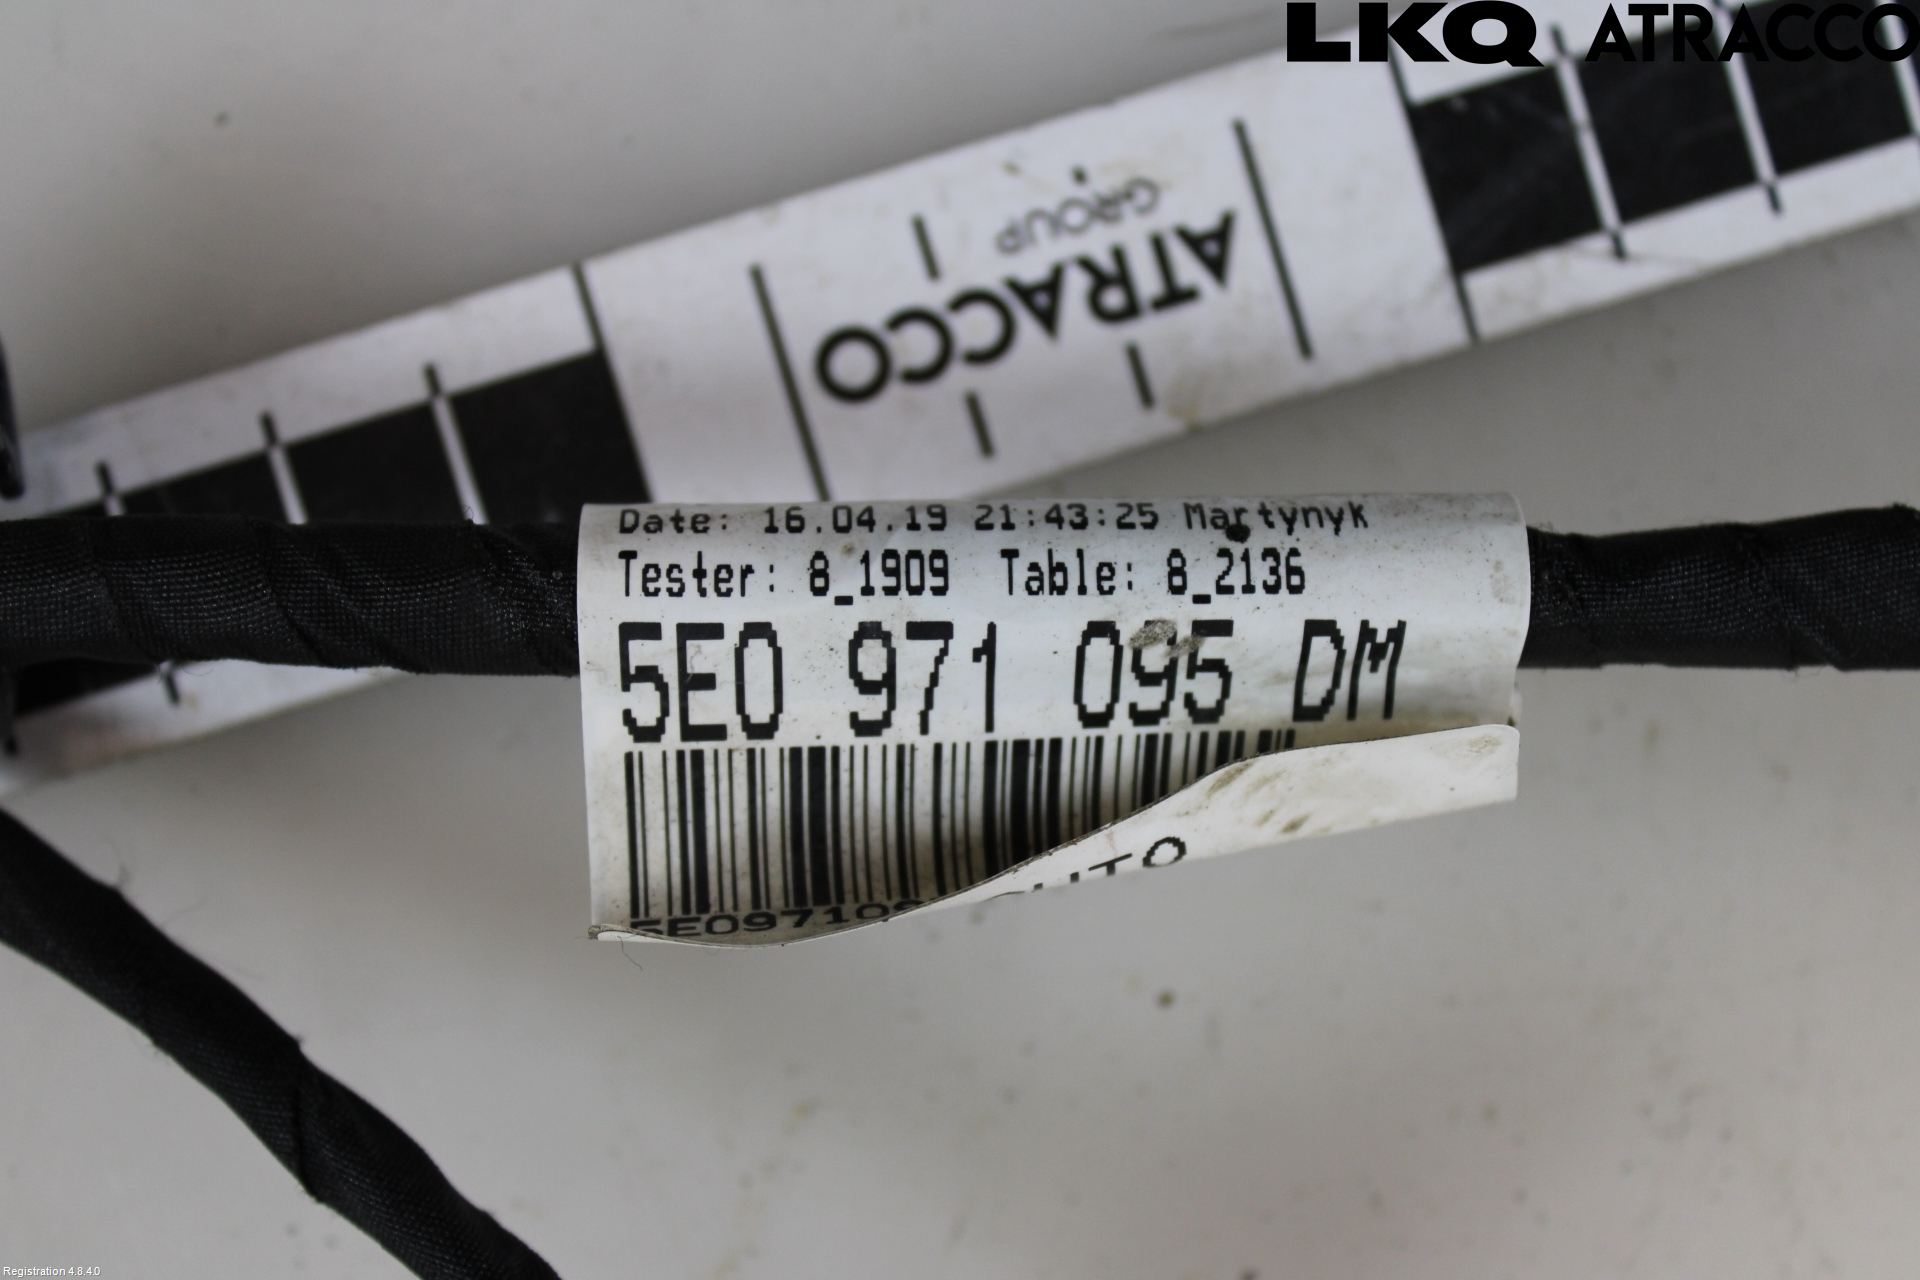 LKQ ATRACCO
ATRACCO
GROUP
Date: 16.04.19 21:43:25 Martynyk
Tester: 8_1909 Table: 8_2136
5E0 971 095 DM
Registration 4.8.4.0